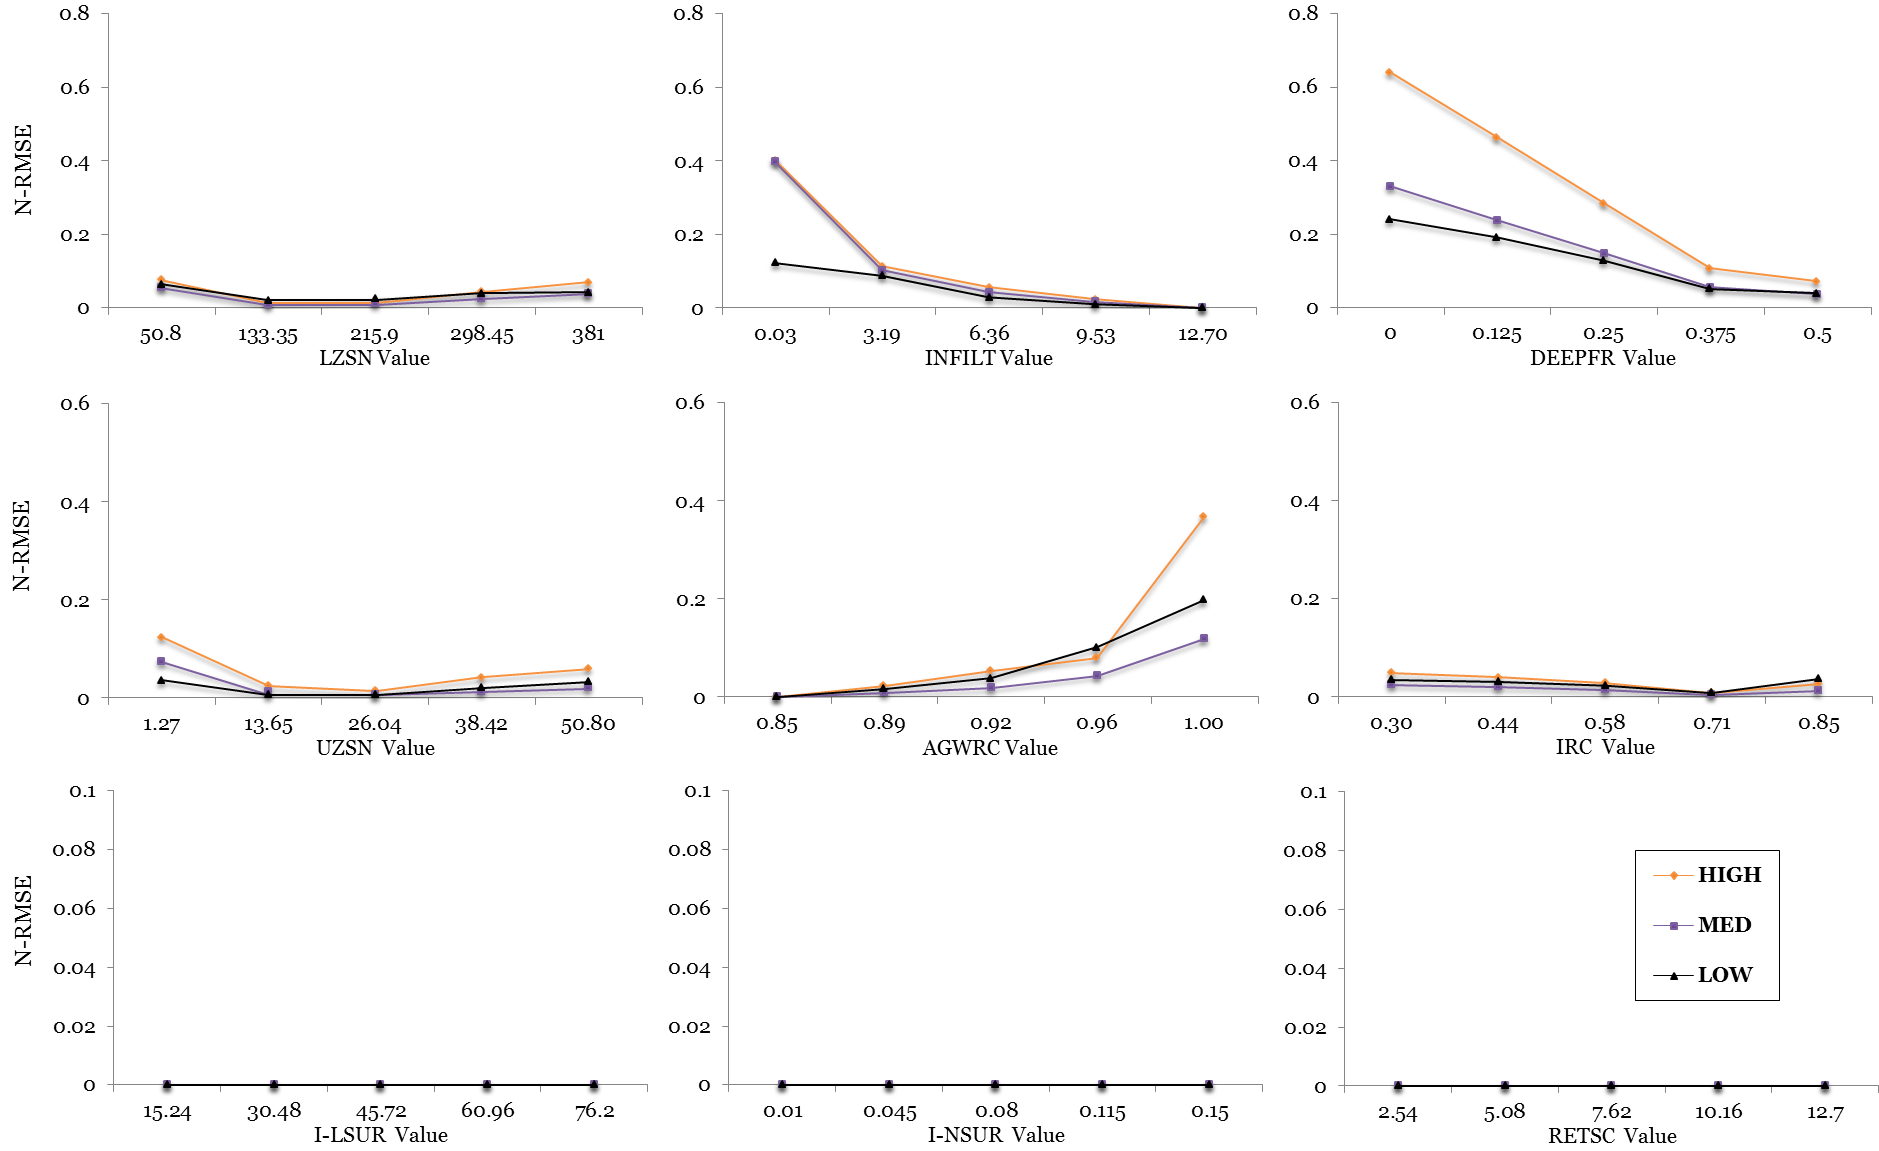 0.8
0.6
0.4
0.2
0
N-RMSE
50.8 133.35 215.9 298.45 381
LZSN Value
0.8
0.6
0.4
0.2
0
0.03 3.19 6.36 9.53 12.70
INFILT Value
0.8
0.6
0.4
0.2
0
0 0.125 0.25 0.375 0.5
DEEPFR Value
0.6
0.4
0.2
0
N-RMSE
1.27 13.65 26.04 38.42 50.80
UZSN Value
0.6
0.4
0.2
0
0.85 0.89 0.92 0.96 1.00
AGWRC Value
0.6
0.4
0.2
0
0.30 0.44 0.58 0.71 0.85
IRC Value
0.1
0.08
0.06
0.04
0.02
0
N-RMSE
15.24 30.48 45.72 60.96 76.2
I-LSUR Value
0.1
0.08
0.06
0.04
0.02
0
0.01 0.045 0.08 0.115 0.15
I-NSUR Value
0.1
0.08
0.06
0.04
0.02
0
2.54 5.08 7.62 10.16 12.7
RETSC Value
HIGH
MED
LOW